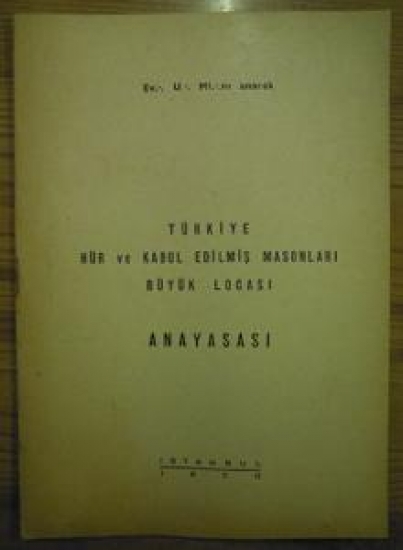 TÜRKİYE
HÜR ve KABUL EDİLMİŞ MASONLARI
BÜYÜK LOCASI
ANAYASASI
İSTANBUL